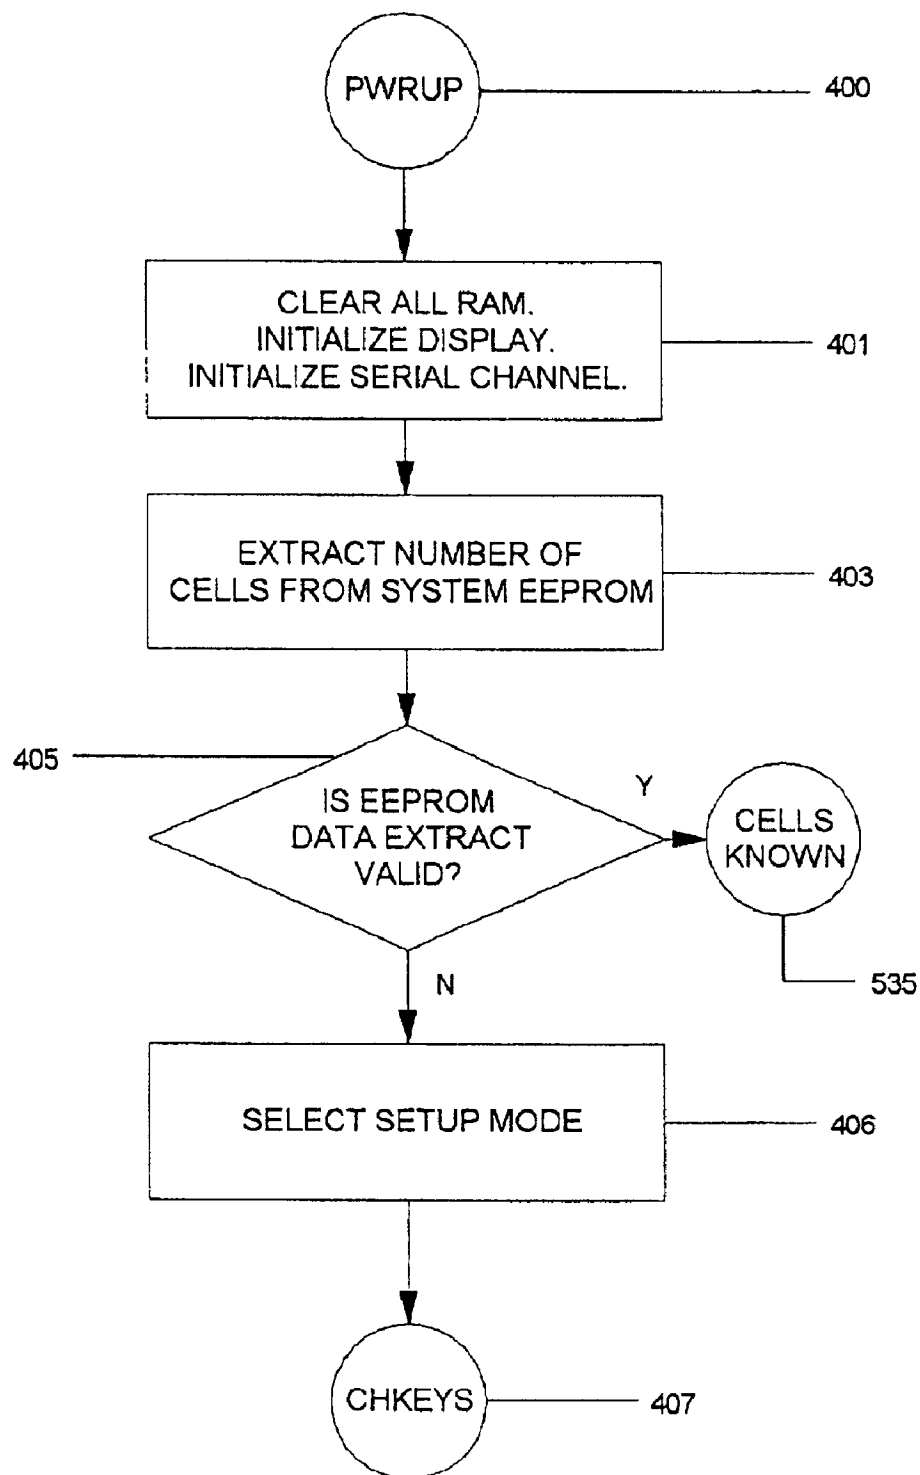 PWRUP
400
CLEAR ALL RAM.
INITIALIZE DISPLAY.
INITIALIZE SERIAL CHANNEL.
401
EXTRACT NUMBER OF
CELLS FROM SYSTEM EEPROM
403
405
IS EEPROM
DATA EXTRACT
VALID?
Y
CELLS
KNOWN
535
N
SELECT SETUP MODE
406
CHKEYS
407